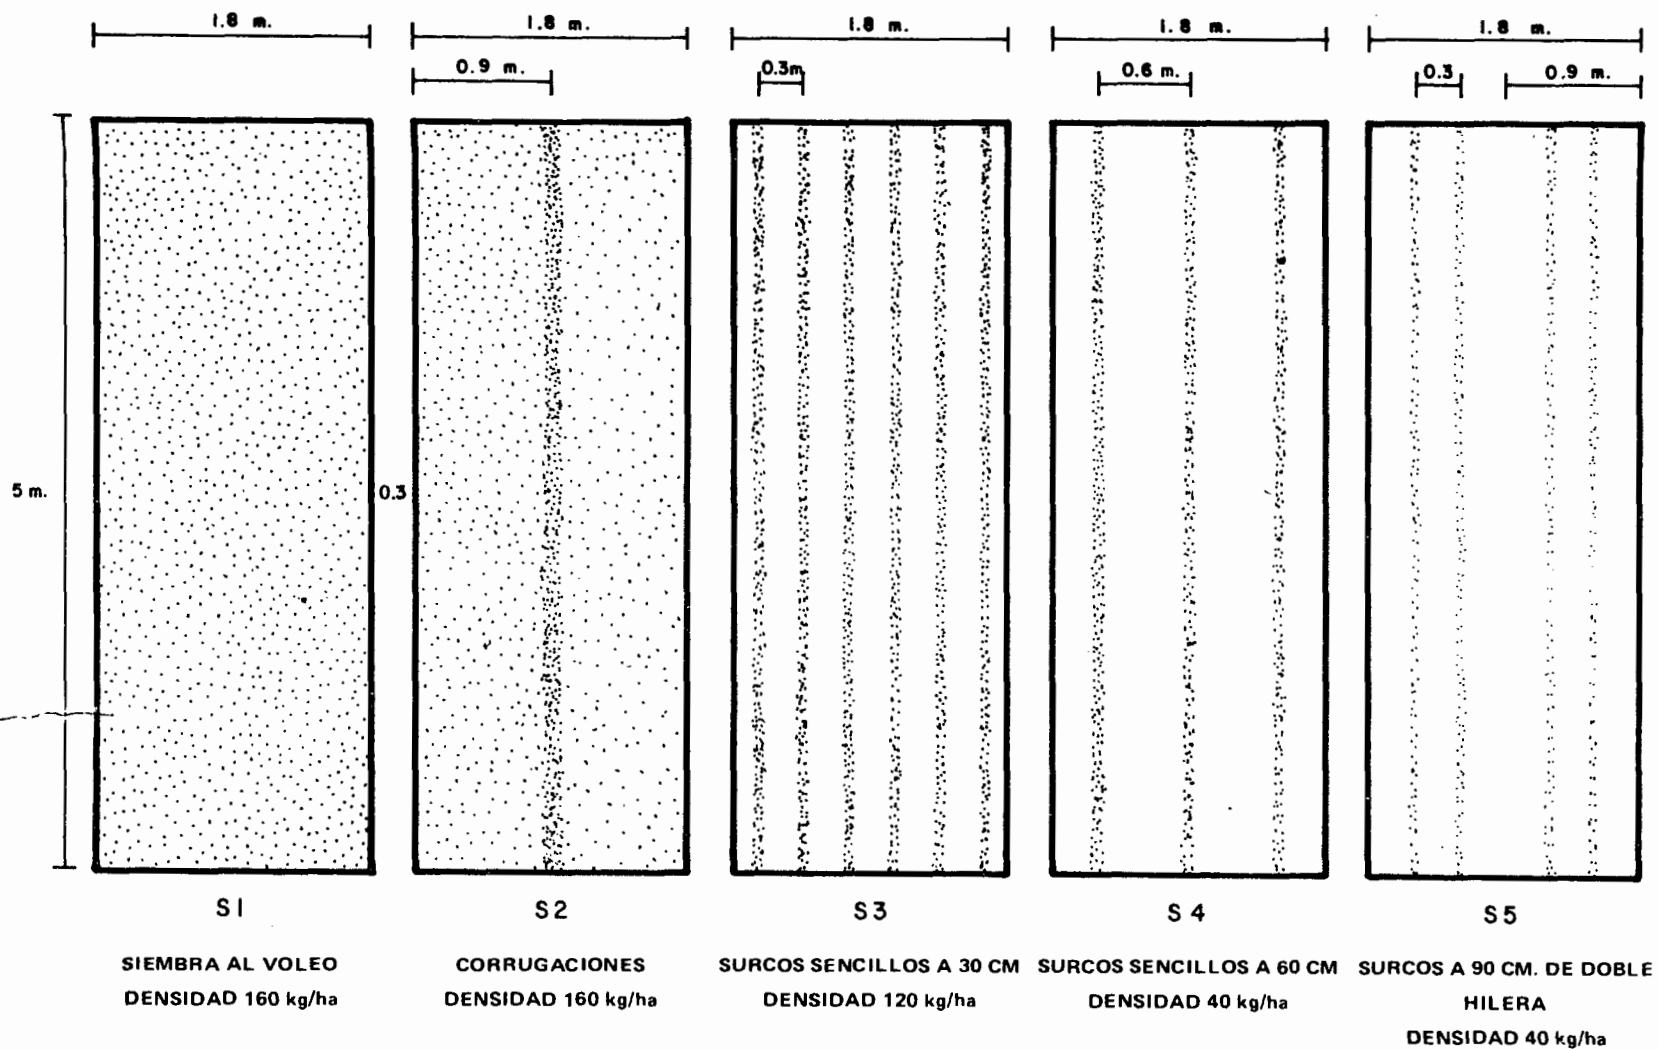 1.8 m.
1.8 m.
1.8 m.
1.8 m.
1.8 m.
0.9 m.
0.3m
0.6 m.
0.3
0.9 m.
5 m.
0.3
S1
S2
S3
S4
S5
SIEMBRA AL VOLEO
DENSIDAD 160 kg/ha
CORRUGACIONES
DENSIDAD 160 kg/ha
SURCOS SENCILLOS A 30 CM
DENSIDAD 120 kg/ha
SURCOS SENCILLOS A 60 CM
DENSIDAD 40 kg/ha
SURCOS A 90 CM. DE DOBLE
HILERA
DENSIDAD 40 kg/ha